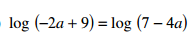 log (−2a + 9) = log (7 − 4a)